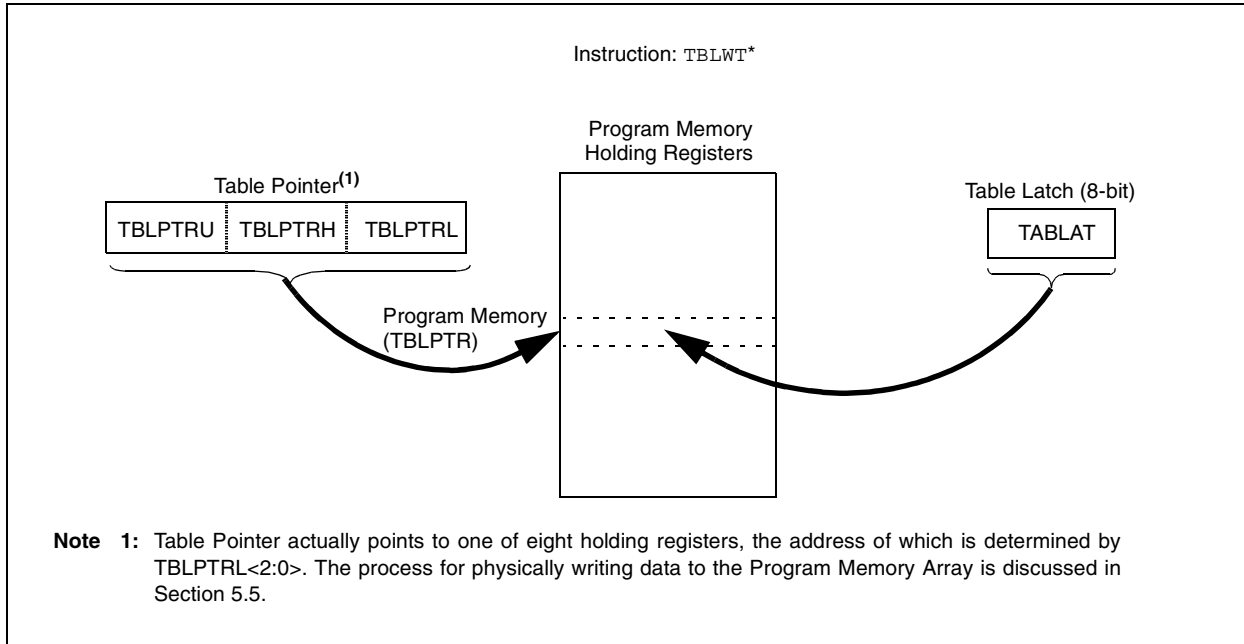 Instruction: TBLWT*
Program Memory
Holding Registers
Table Pointer(1)
TBLPTRU TBLPTRH TBLPTRL
Table Latch (8-bit)
TABLAT
Program Memory
(TBLPTR)
Note 1: Table Pointer actually points to one of eight holding registers, the address of which is determined by
TBLPTRL<2:0>. The process for physically writing data to the Program Memory Array is discussed in
Section 5.5.